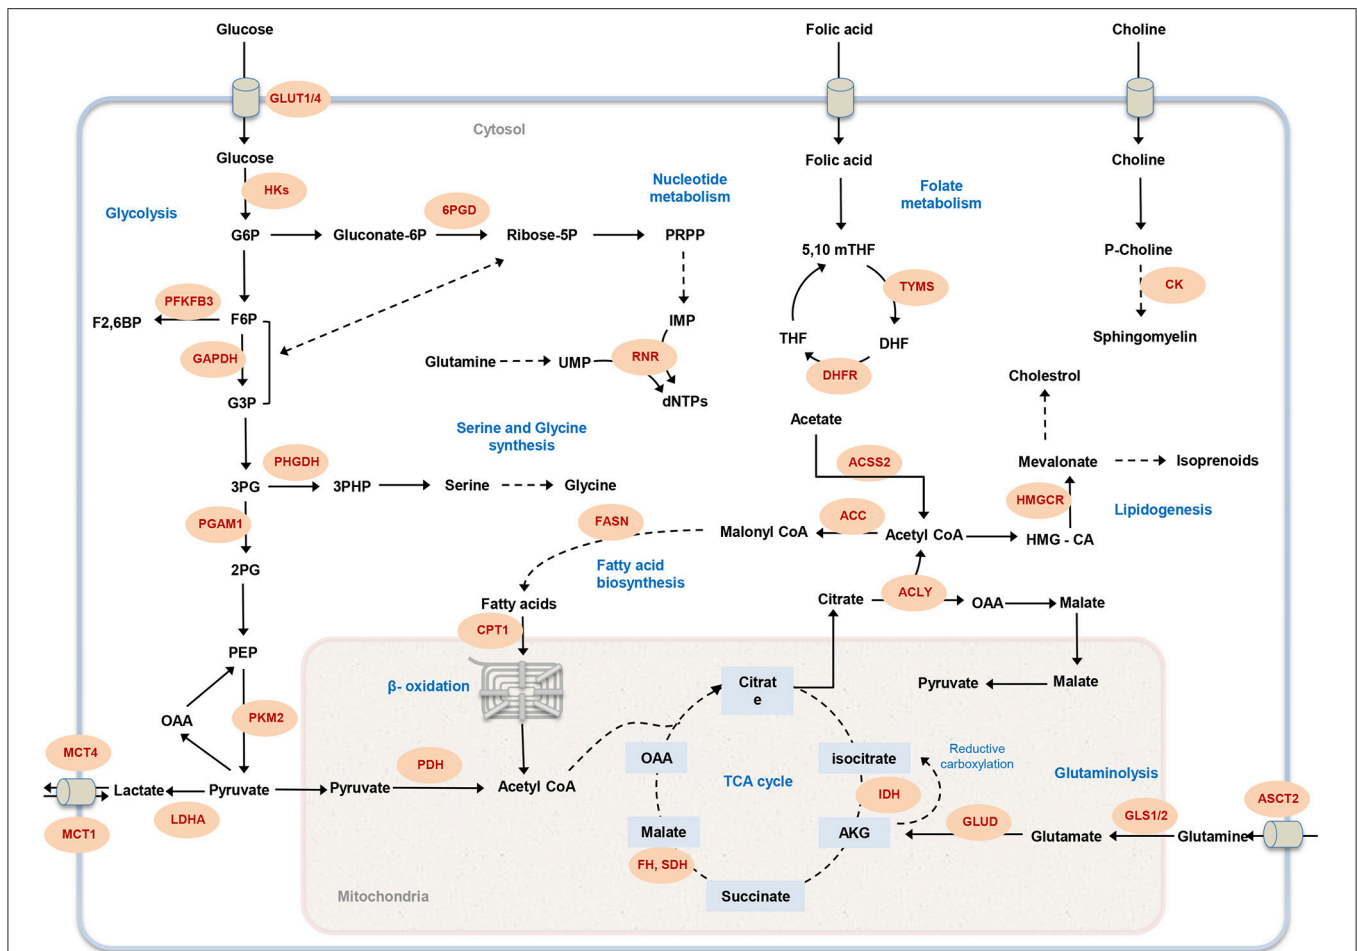 Glucose
Folic acid
Choline
GLUT1/4
Cytosol
Glucose
Folic acid
Choline
HKs
Nucleotide
metabolism
Folate
metabolism
Glycolysis
6PGD
G6P
Gluconate-6P
Ribose-5P
PRPP
5,10 mTHF
P-Choline
TYMS
CK
PFKFB3
F2,6BP
F6P
IMP
THF
DHF
Sphingomyelin
GAPDH
Glutamine
UMP
RNR
DHFR
Cholestrol
G3P
dNTPs
Acetate
Serine and Glycine
synthesis
PHGDH
ACSS2
Mevalonate
Isoprenoids
3PG
3PHP
Serine
Glycine
HMGCR
Lipidogenesis
PGAM1
FASN
ACC
Malonyl CoA
Acetyl CoA
HMG - CA
2PG
Fatty acid
biosynthesis
ACLY
Fatty acids
Citrate
OAA
Malate
CPT1
PEP
β- oxidation
Citrat
e
Pyruvate
Malate
OAA
PKM2
MCT4
OAA
isocitrate
Reductive
carboxylation
PDH
TCA cycle
Glutaminolysis
Lactate
Pyruvate
Pyruvate
Acetyl CoA
IDH
ASCT2
LDHA
MCT1
Malate
AKG
GLUD
Glutamate
GLS1/2
Glutamine
FH, SDH
Mitochondria
Succinate